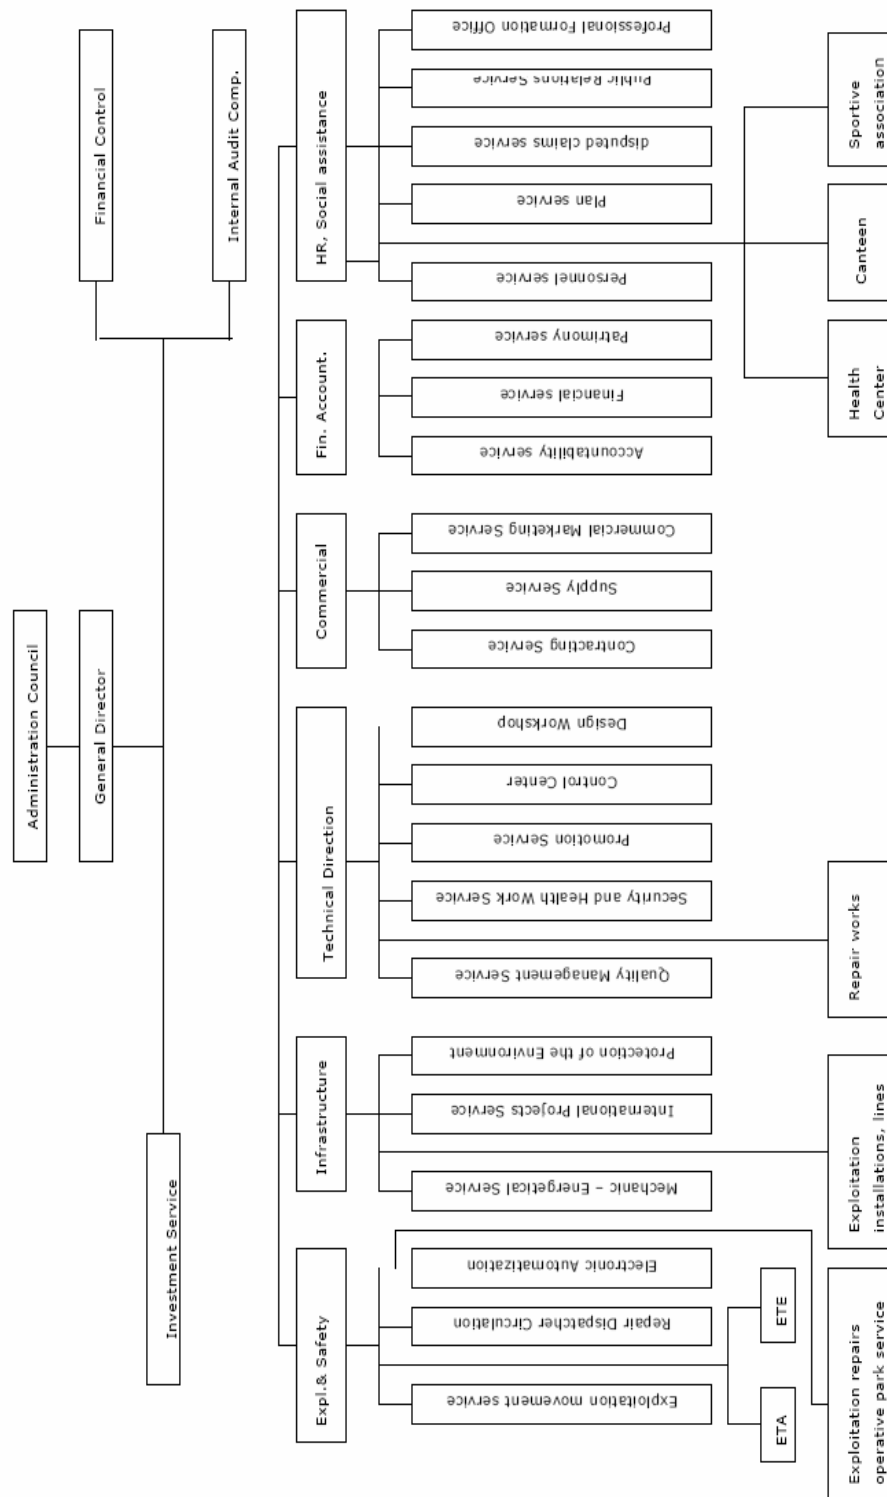 Administration Council
General Director
Financial Control
Internal Audit Comp.
Investment Service
Expl.& Safety
Infrastructure
Technical Direction
Commercial
Fin. Account.
HR, Social assistance
Exploitation movement service
Repair Dispatcher Circulation
Electronic Automatization
Mechanic – Energetical Service
International Projects Service
Protection of the Environment
Quality Management Service
Security and Health Work Service
Promotion Service
Control Center
Design Workshop
Contracting Service
Supply Service
Commercial Marketing Service
Accountability service
Financial service
Patrimony service
Personnel service
Plan service
disputed claims service
Public Relations Service
Professional Formation Office
ETA
ETE
Exploitation repairs
operative park service
Exploitation
installations, lines
Repair works
Health
Center
Canteen
Sportive
association